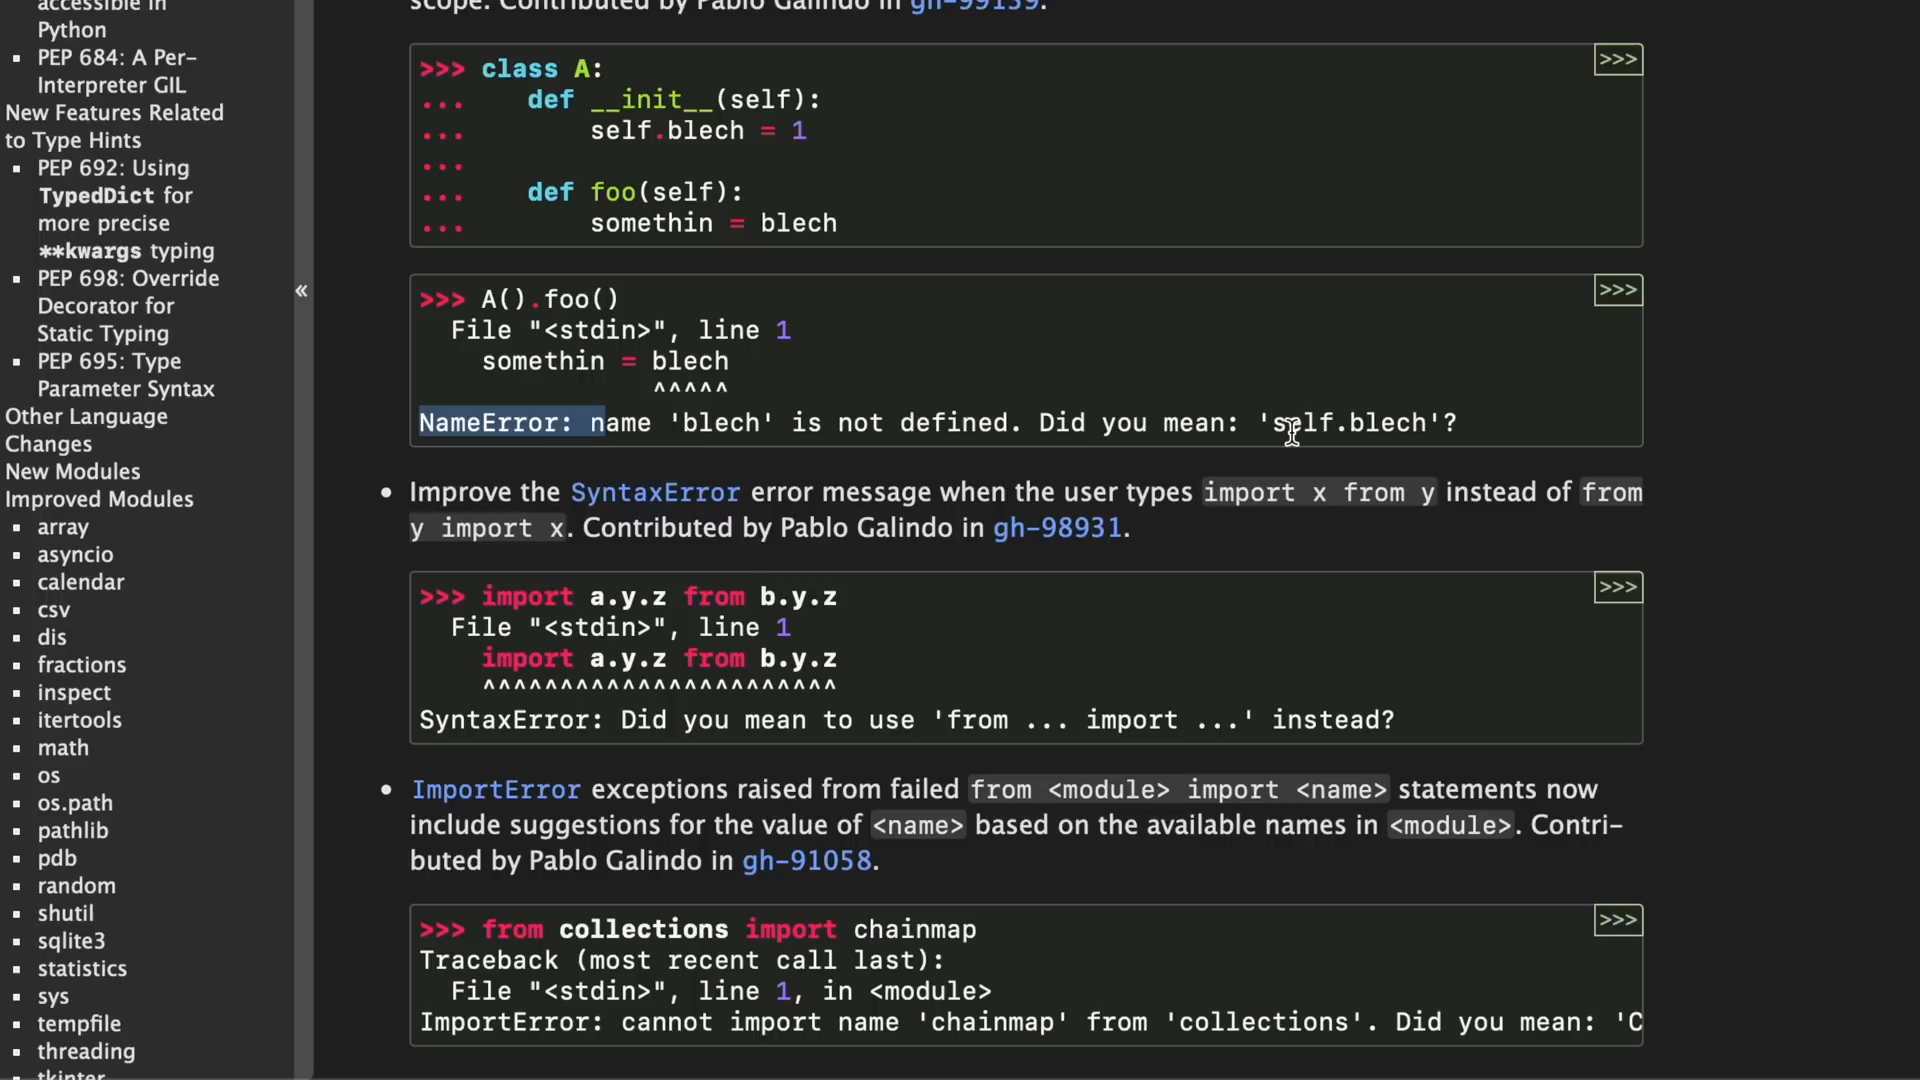 accessible in
Python
▪ PEP 684: A Per-
Interpreter GIL
New Features Related
to Type Hints
▪ PEP 692: Using
TypedDict for
more precise
**kwargs typing
▪ PEP 698: Override
Decorator for
Static Typing
▪ PEP 695: Type
Parameter Syntax
Other Language
Changes
New Modules
Improved Modules
▪ array
▪ asyncio
▪ calendar
▪ csv
▪ dis
▪ fractions
▪ inspect
▪ itertools
▪ math
▪ os
▪ os.path
▪ pathlib
▪ pdb
▪ random
▪ shutil
▪ sqlite3
▪ statistics
▪ sys
▪ tempfile
▪ threading
▪ tkinter
«
scope. Contributed by Pablo Galindo in gh-99139.
>>>
>>> class A:
...    def __init__(self):
...        self.blech = 1
...
...    def foo(self):
...        somethin = blech
>>>
>>> A().foo()
  File "<stdin>", line 1
    somethin = blech
               ^^^^^
NameError: name 'blech' is not defined. Did you mean: 'self.blech'?
• Improve the SyntaxError error message when the user types import x from y instead of from
y import x. Contributed by Pablo Galindo in gh-98931.
>>>
>>> import a.y.z from b.y.z
  File "<stdin>", line 1
    import a.y.z from b.y.z
    ^^^^^^^^^^^^^^^^^^^^^^^
SyntaxError: Did you mean to use 'from ... import ...' instead?
• ImportError exceptions raised from failed from <module> import <name> statements now
include suggestions for the value of <name> based on the available names in <module>. Contri-
buted by Pablo Galindo in gh-91058.
>>>
>>> from collections import chainmap
Traceback (most recent call last):
  File "<stdin>", line 1, in <module>
ImportError: cannot import name 'chainmap' from 'collections'. Did you mean: 'C